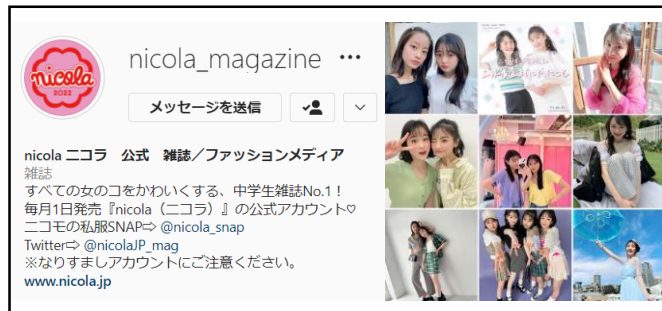 nicola
2022
nicola_magazine
メッセージを送信
nicola ニコラ　公式　雑誌／ファッションメディア
雑誌
すべての女のコをかわいくする、中学生雑誌No.1！
毎月1日発売『nicola（ニコラ）』の公式アカウント♡
ニコモの私服SNAP⇨ @nicola_snap
Twitter⇨ @nicolaJP_mag
※なりすましアカウントにご注意ください。
www.nicola.jp